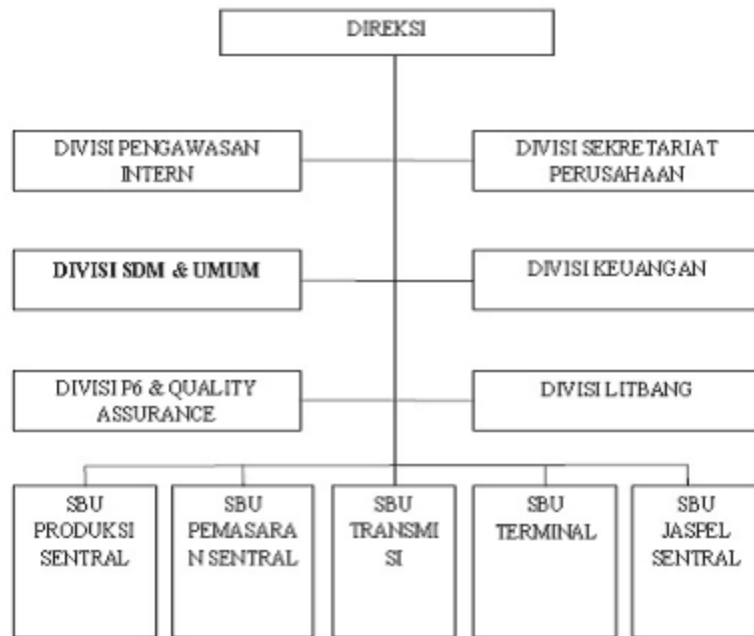 DIREKSI
DIVISI PENGAWASAN
INTERN
DIVISI SEKRETARIAT
PERUSAHAAN
DIVISI SDM & UMUM
DIVISI KEUANGAN
DIVISI P6 & QUALITY
ASSURANCE
DIVISI LITBANG
SBU
PRODUKSI
SENTRAL
SBU
PEMASARA
N SENTRAL
SBU
TRANSMI
SI
SBU
TERMINAL
SBU
JASPEL
SENTRAL